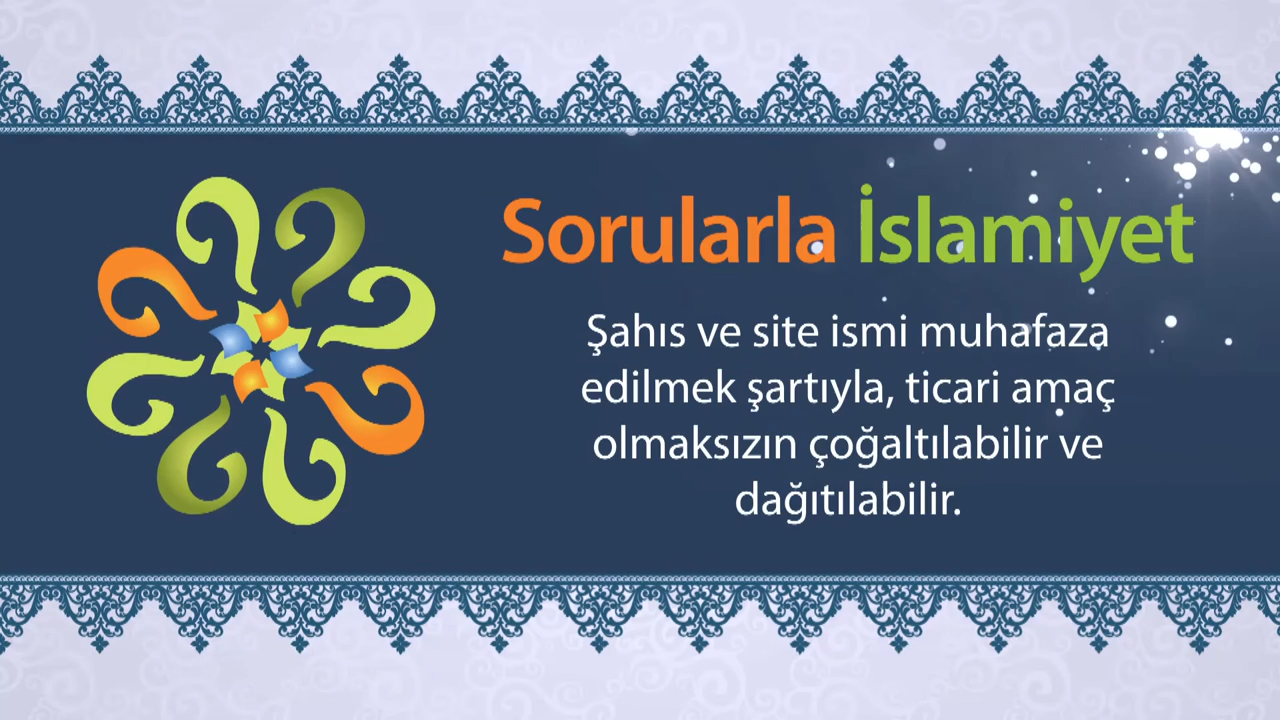 Sorularla İslamiyet
Şahıs ve site ismi muhafaza
edilmek şartıyla, ticari amaç
olmaksızın çoğaltılabilir ve
dağıtılabilir.